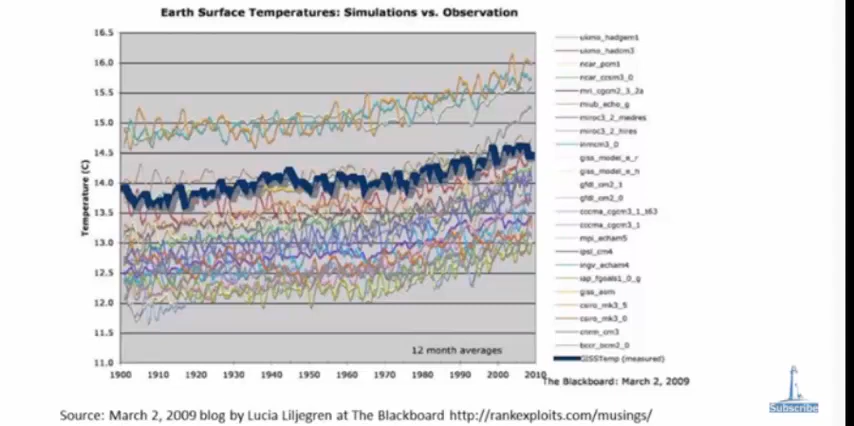 Earth Surface Temperatures: Simulations vs. Observation
16.5
16.0
15.5
15.0
14.5
14.0
13.5
13.0
12.5
12.0
11.5
11.0
Temperature (C)
12 month averages
1900 1910 1920 1930 1940 1950 1960 1970 1980 1990 2000 2010
ukmo_hadgem1
ukmo_hadcm3
ncar_pcm1
ncar_ccsm3_0
mri_cgcm2_3_2a
miub_echo_g
miroc3_2_medres
miroc3_2_hires
inmcm3_0
giss_model_e_r
giss_model_e_h
gfdl_cm2_1
gfdl_cm2_0
cccma_cgcm3_1_t63
cccma_cgcm3_1
mpi_echam5
ipsl_cm4
ingv_echam4
iap_fgoals1_0_g
giss_aom
csiro_mk3_5
csiro_mk3_0
cnrm_cm3
bccr_bcm2_0
GISSTemp (measured)
The Blackboard: March 2, 2009
Subscribe
Source: March 2, 2009 blog by Lucia Liljegren at The Blackboard http://rankexploits.com/musings/